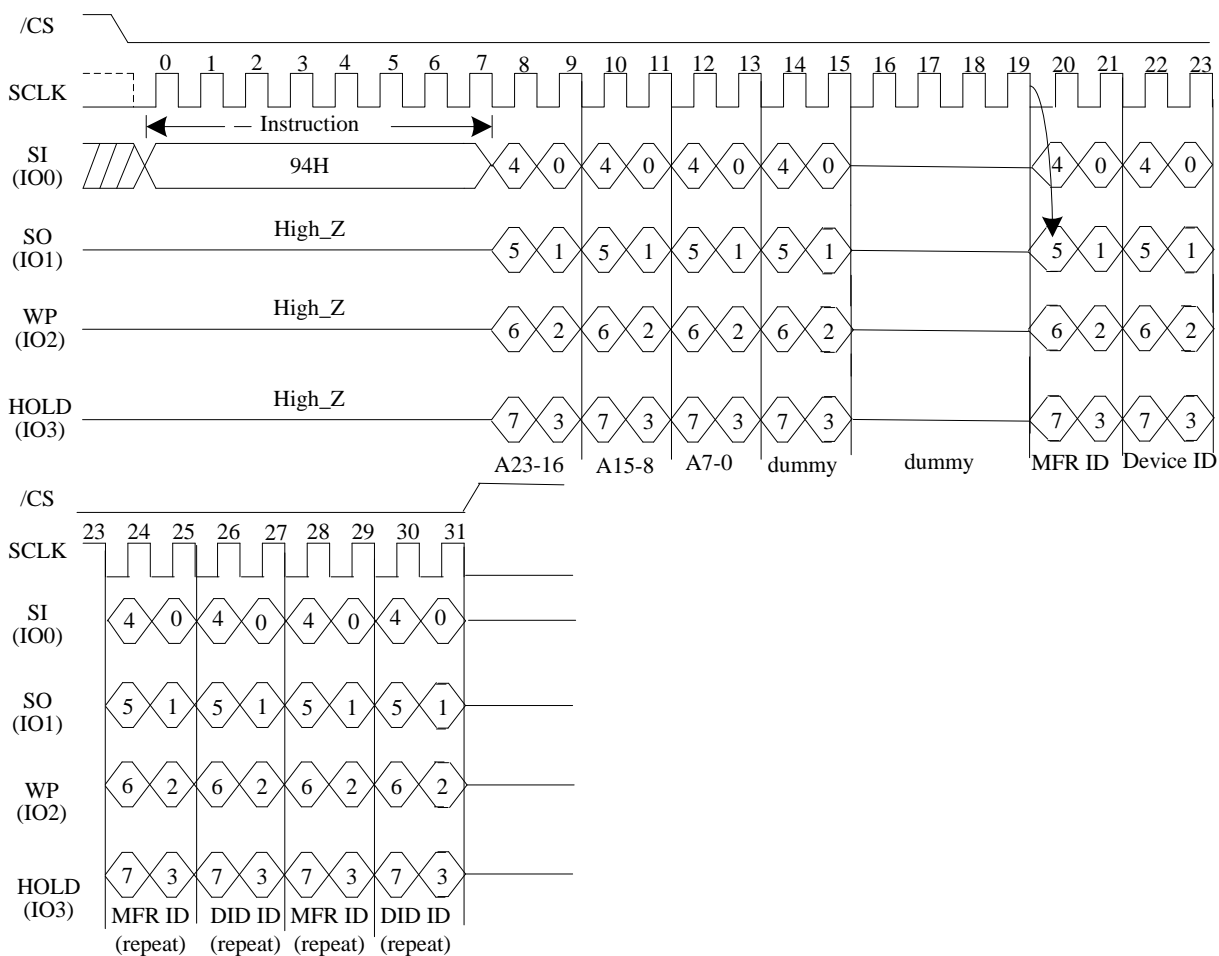 /CS
0 1 2 3 4 5 6 7 8 9 10 11 12 13 14 15 16 17 18 19 20 21 22 23
SCLK
Instruction
SI
(IO0)
94H
4 0 4 0 4 0 4 0 4 0 4 0
SO
(IO1)
High_Z
5 1 5 1 5 1 5 1 5 1 5 1
WP
(IO2)
High_Z
6 2 6 2 6 2 6 2 6 2 6 2
HOLD
(IO3)
High_Z
7 3 7 3 7 3 7 3 7 3 7 3
A23-16 A15-8 A7-0 dummy dummy MFR ID Device ID
/CS
23 24 25 26 27 28 29 30 31
SCLK
SI
(IO0)
4 0 4 0 4 0 4 0
SO
(IO1)
5 1 5 1 5 1 5 1
WP
(IO2)
6 2 6 2 6 2 6 2
HOLD
(IO3)
7 3 7 3 7 3 7 3
MFR ID DID ID MFR ID DID ID
(repeat) (repeat) (repeat) (repeat)